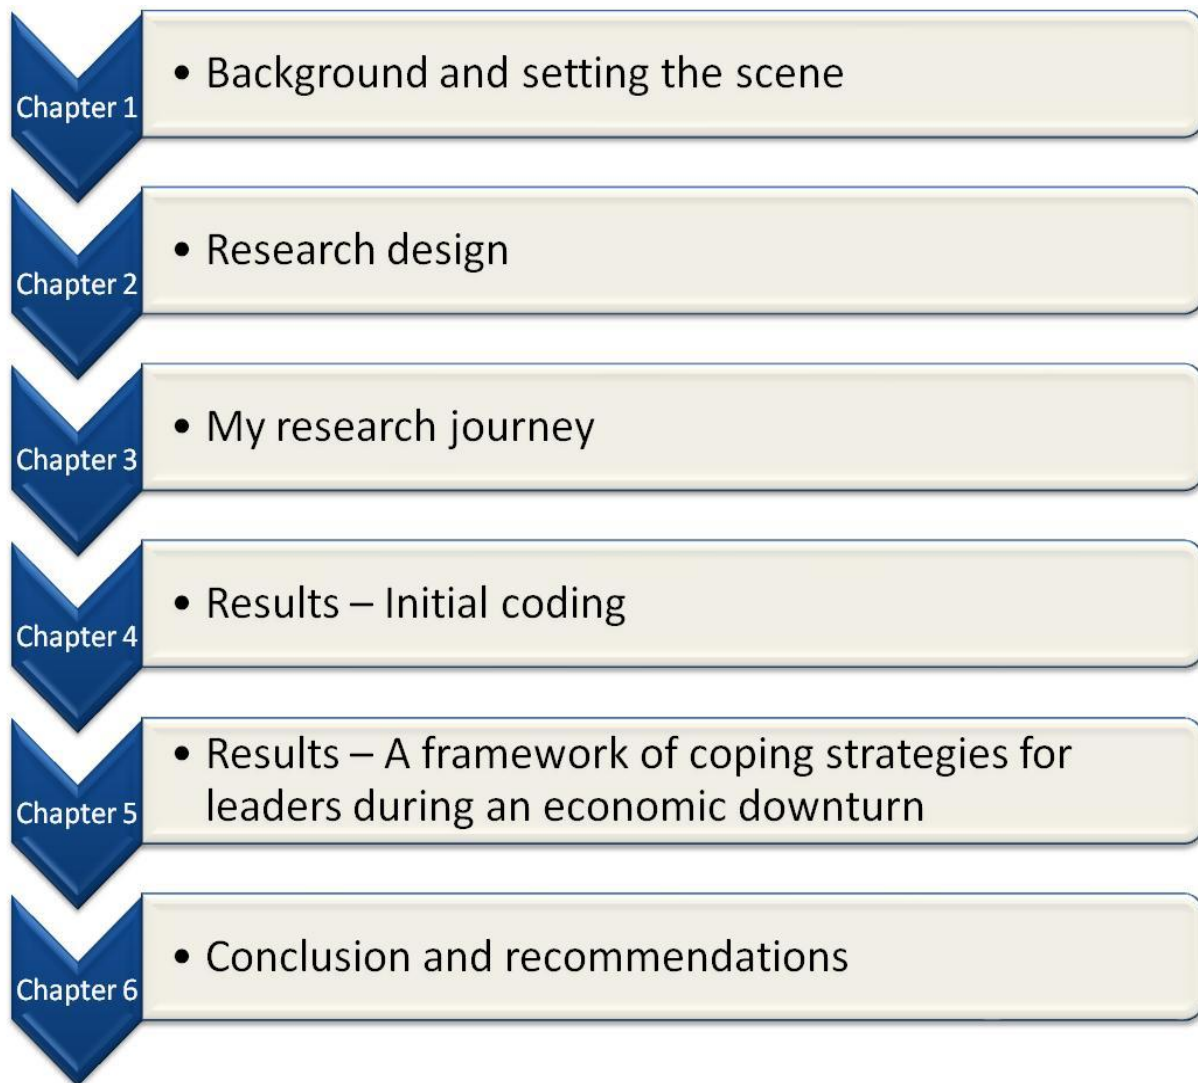 Chapter 1
• Background and setting the scene
Chapter 2
• Research design
Chapter 3
• My research journey
Chapter 4
• Results – Initial coding
Chapter 5
• Results – A framework of coping strategies for
leaders during an economic downturn
Chapter 6
• Conclusion and recommendations